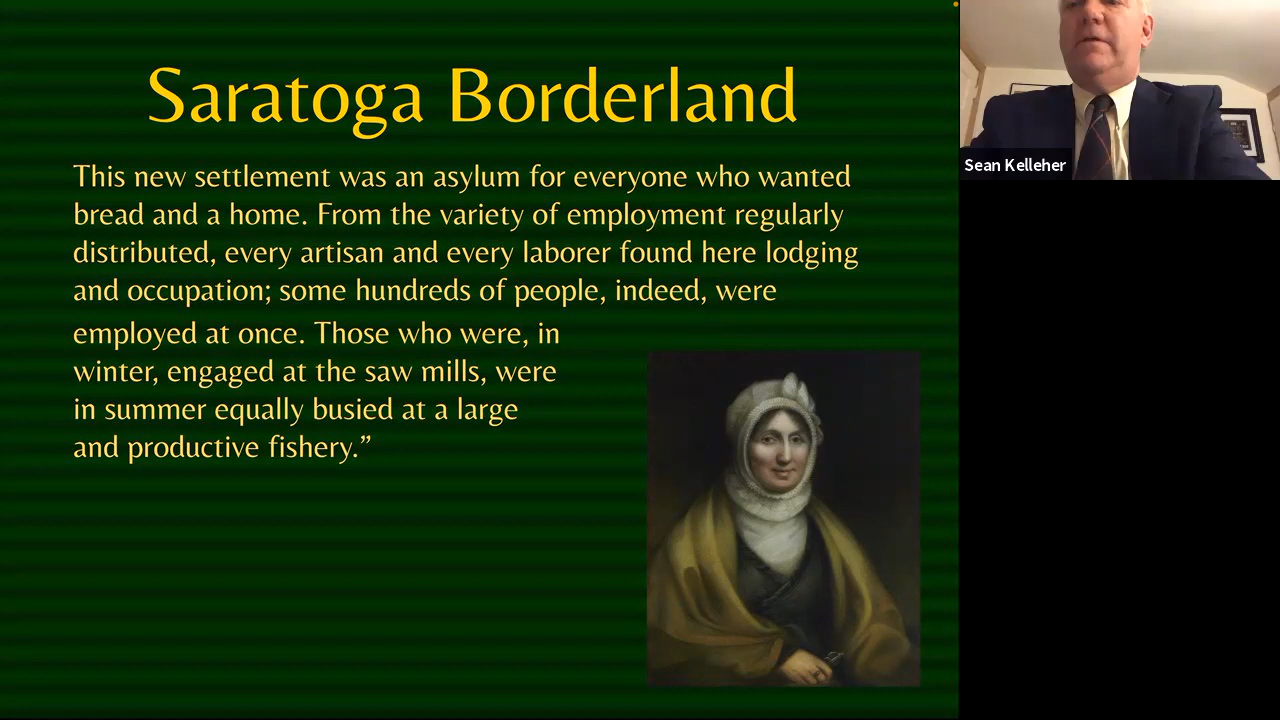 Saratoga Borderland
This new settlement was an asylum for everyone who wanted
bread and a home. From the variety of employment regularly
distributed, every artisan and every laborer found here lodging
and occupation; some hundreds of people, indeed, were
employed at once. Those who were, in
winter, engaged at the saw mills, were
in summer equally busied at a large
and productive fishery.”
Sean Kelleher